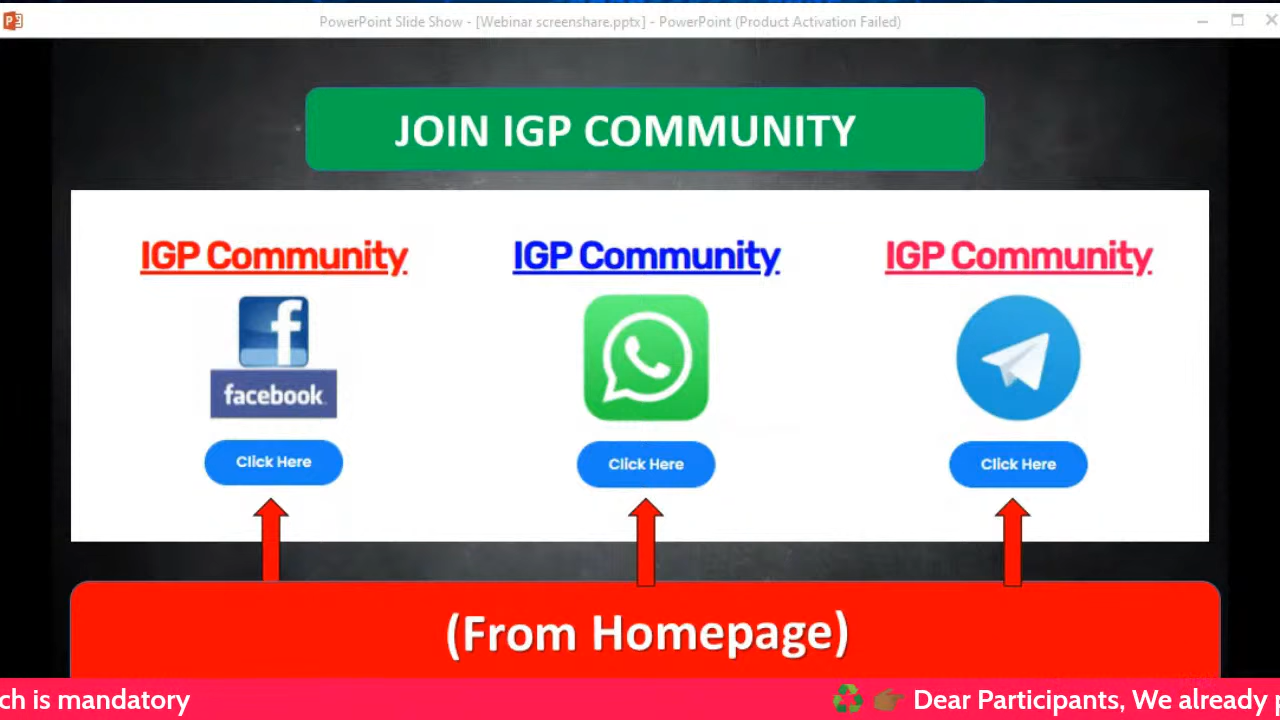 PowerPoint Slide Show - [Webinar screenshare.pptx] - PowerPoint (Product Activation Failed)
JOIN IGP COMMUNITY
IGP Community IGP Community IGP Community
facebook
Click Here Click Here Click Here
(From Homepage)
ch is mandatory ♻️ 👉🏾 Dear Participants, We already